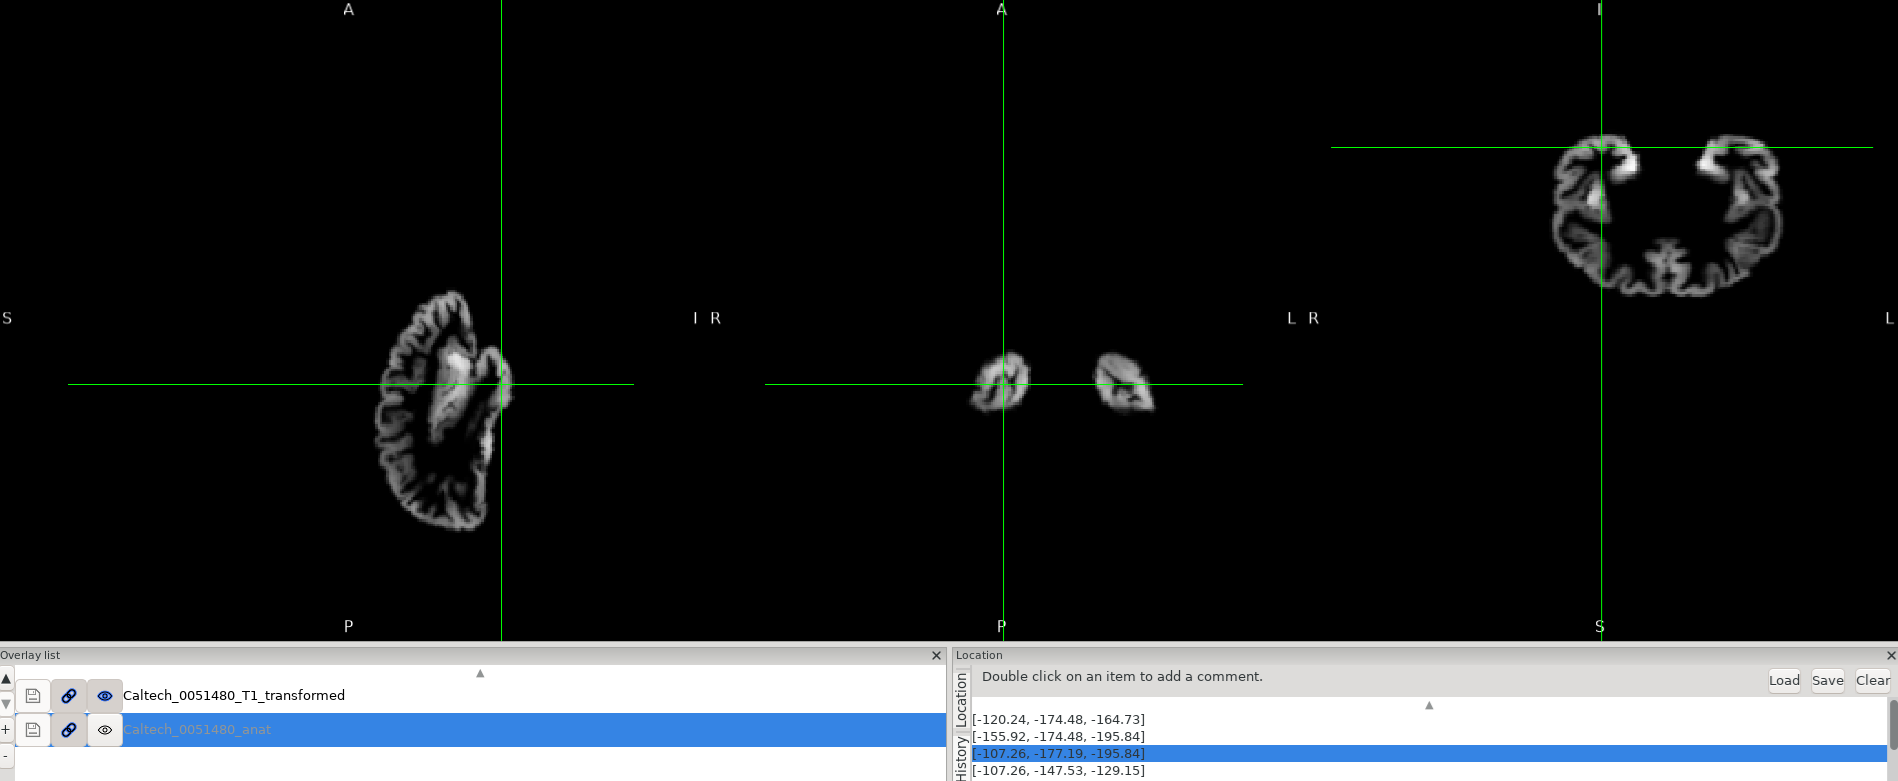 A
A
I
S
I R
L R
L
P
P
S
Overlay list
Location
Double click on an item to add a comment.
Load Save Clear
Caltech_0051480_T1_transformed
Caltech_0051480_anat
Location
History
[-120.24, -174.48, -164.73]
[-155.92, -174.48, -195.84]
[-107.26, -177.19, -195.84]
[-107.26, -147.53, -129.15]